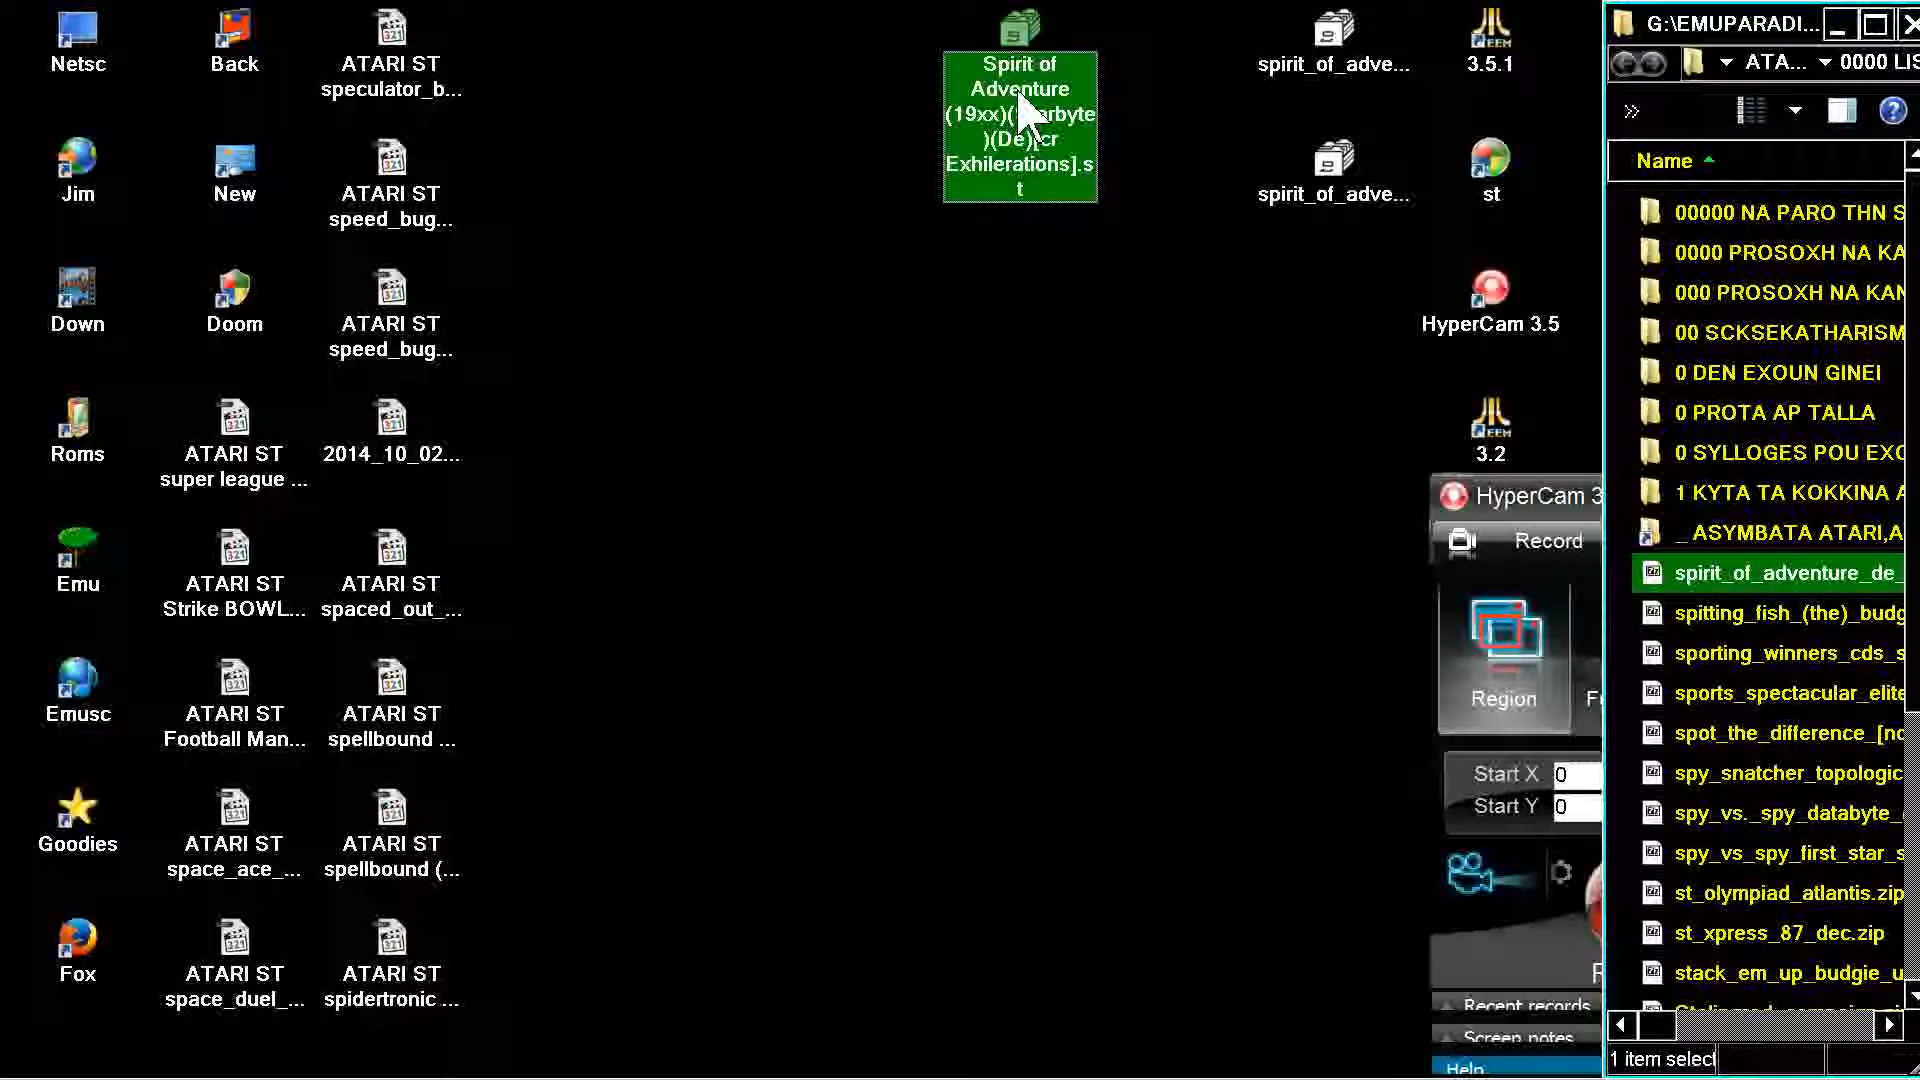 Netsc
Jim
Down
Roms
Emu
Emusc
Goodies
Fox
Back
New
Doom
ATARI ST
super league ...
ATARI ST
Strike BOWL...
ATARI ST
Football Man...
ATARI ST
space_ace_...
ATARI ST
space_duel_...
ATARI ST
speculator_b...
ATARI ST
speed_bug...
ATARI ST
speed_bug...
2014_10_02...
ATARI ST
spaced_out_...
ATARI ST
spellbound ...
ATARI ST
spellbound (...
ATARI ST
spidertronic ...
Spirit of
Adventure
(19xx)(
)(De)[cr
Exhilerations].s
t
spirit_of_adve...
spirit_of_adve...
3.5.1
st
HyperCam 3.5
3.2
HyperCam 3
Record
Region
Start X 0
Start Y 0
Recent records
Screen notes
Help
G:\EMUPARADI...
ATA... 0000 LIS
Name
00000 NA PARO THN S
0000 PROSOXH NA KA
000 PROSOXH NA KAN
00 SCKSEKATHARISM
0 DEN EXOUN GINEI
0 PROTA AP TALLA
0 SYLLOGES POU EXO
1 KYTA TA KOKKINA A
_ ASYMBATA ATARI,A
spirit_of_adventure_de_
spitting_fish_(the)_budg
sporting_winners_cds_s
sports_spectacular_elite
spot_the_difference_[no
spy_snatcher_topologic
spy_vs._spy_databyte_
spy_vs_spy_first_star_s
st_olympiad_atlantis.zip
st_xpress_87_dec.zip
stack_em_up_budgie_u
1 item select